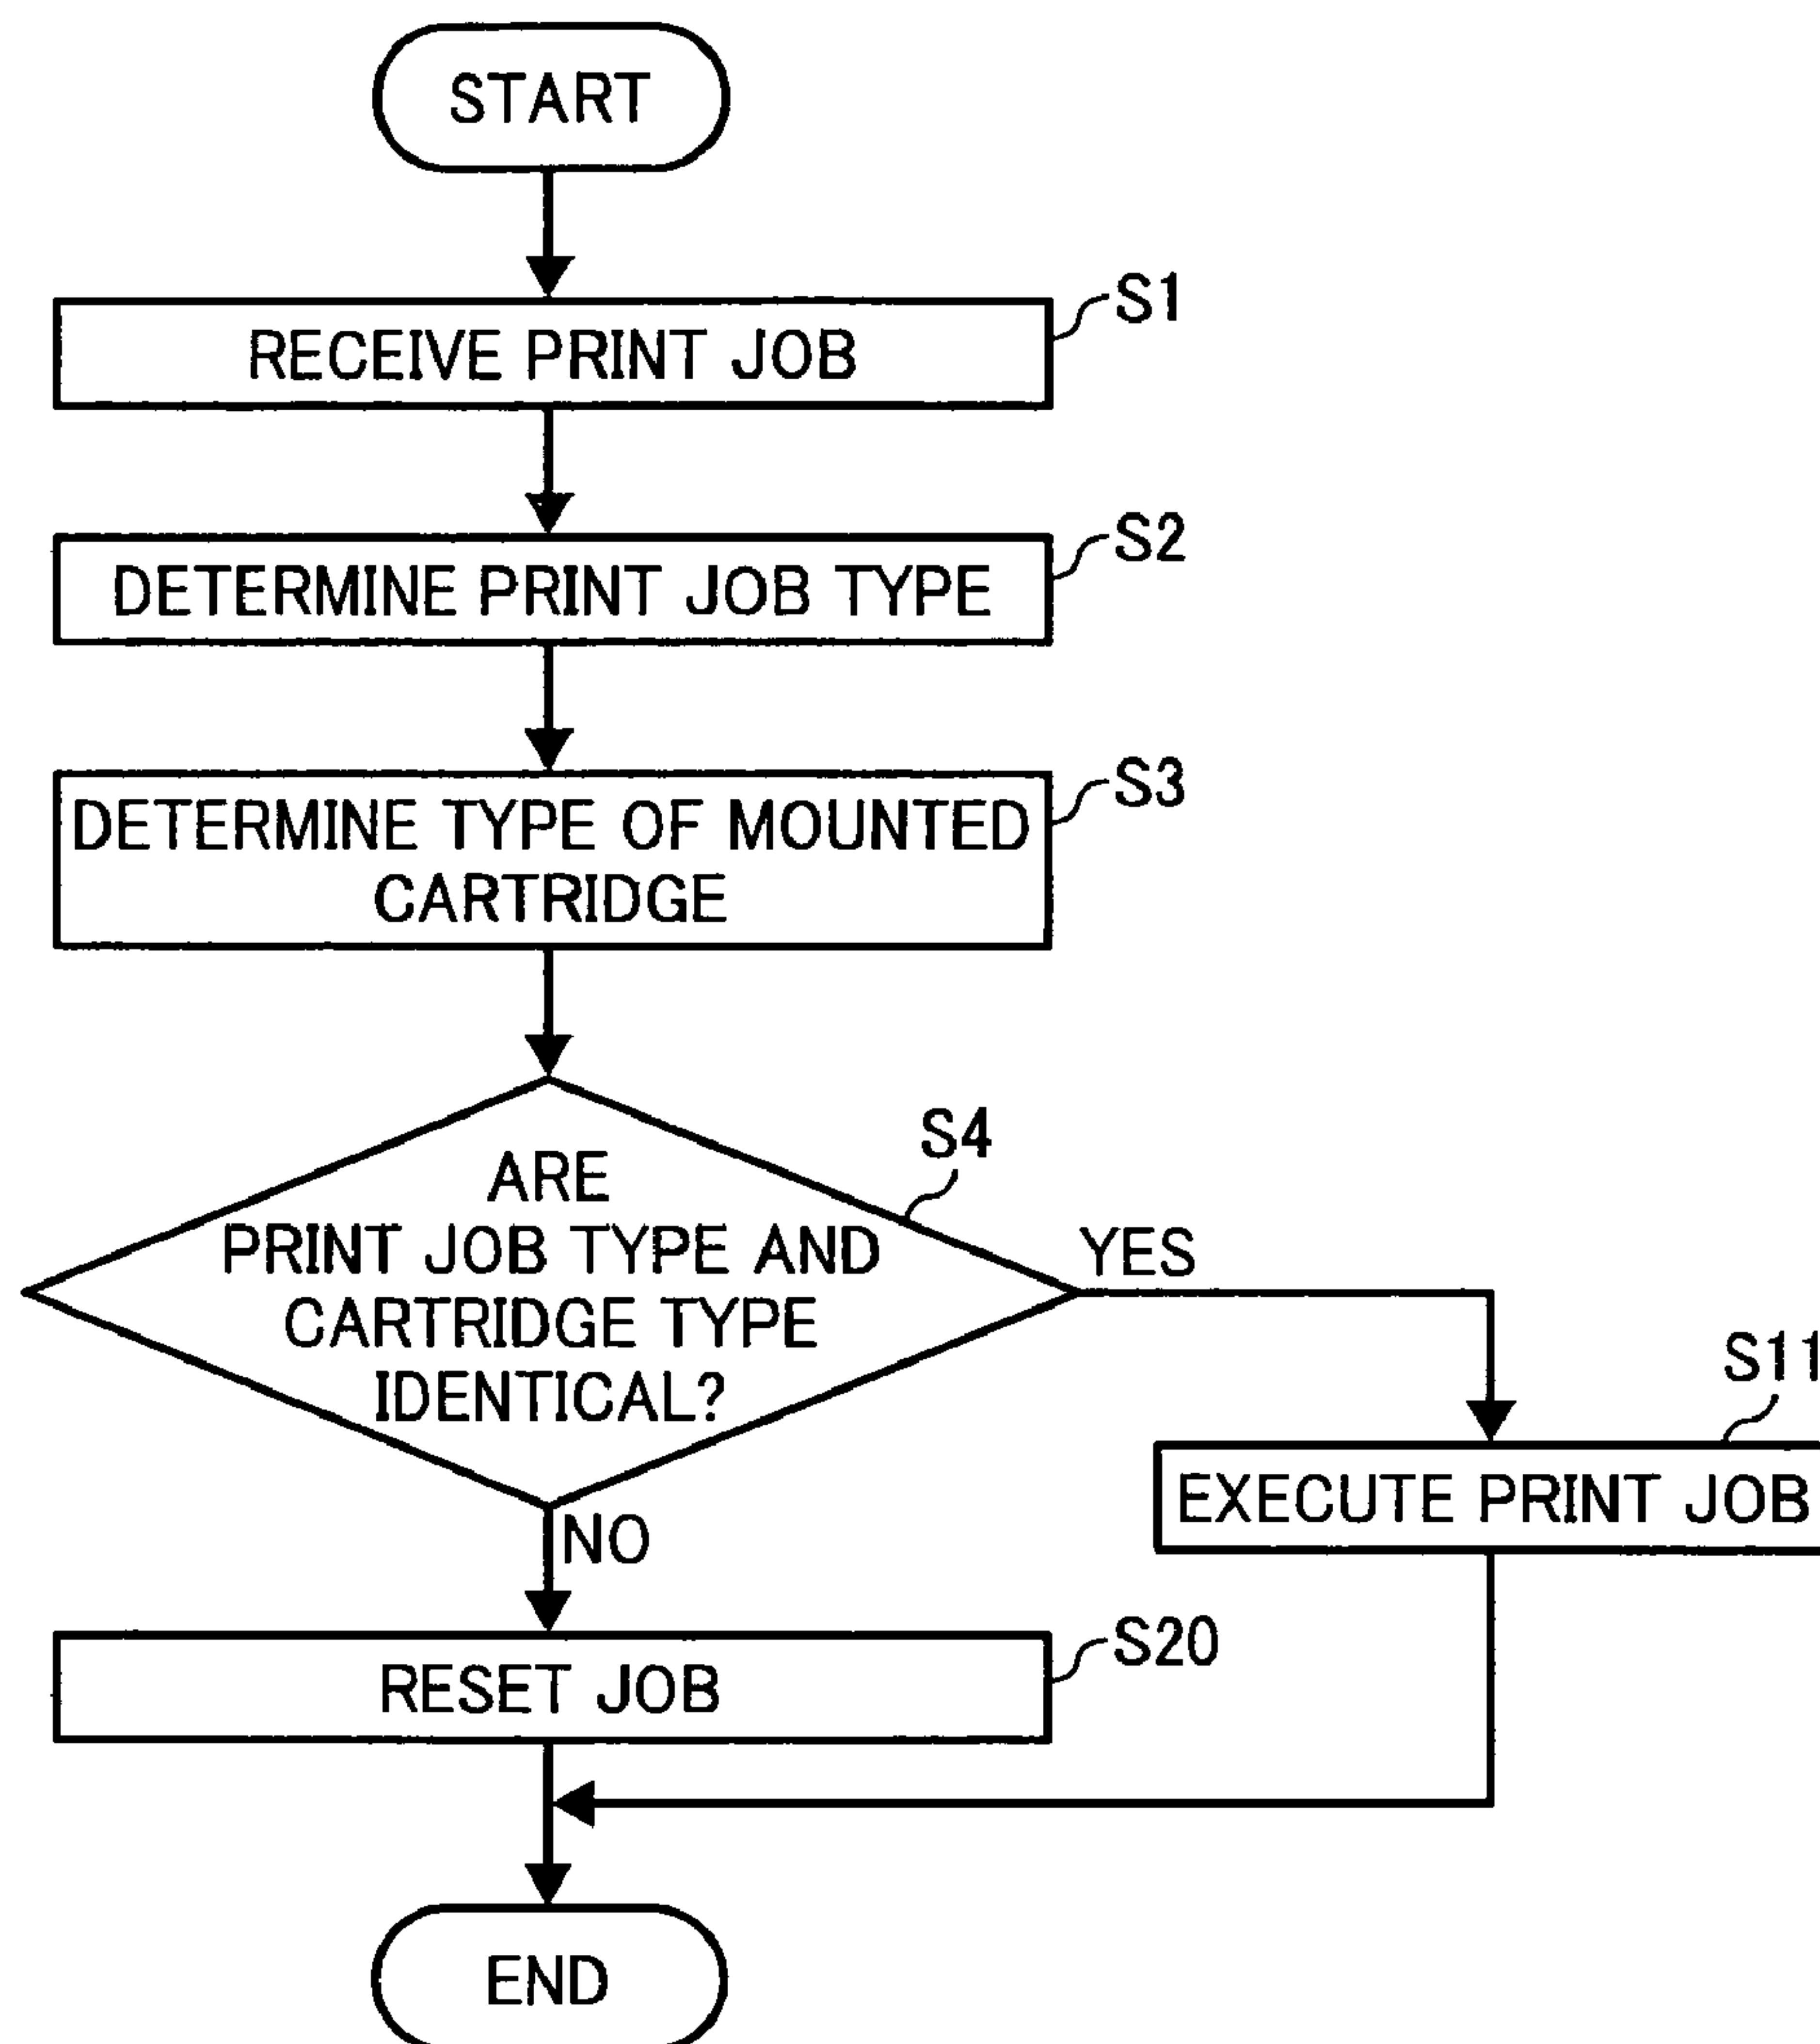 START
RECEIVE PRINT JOB
S1
DETERMINE PRINT JOB TYPE
S2
DETERMINE TYPE OF MOUNTED
CARTRIDGE
S3
ARE
PRINT JOB TYPE AND
CARTRIDGE TYPE
IDENTICAL?
S4
YES
S11
EXECUTE PRINT JOB
NO
RESET JOB
S20
END